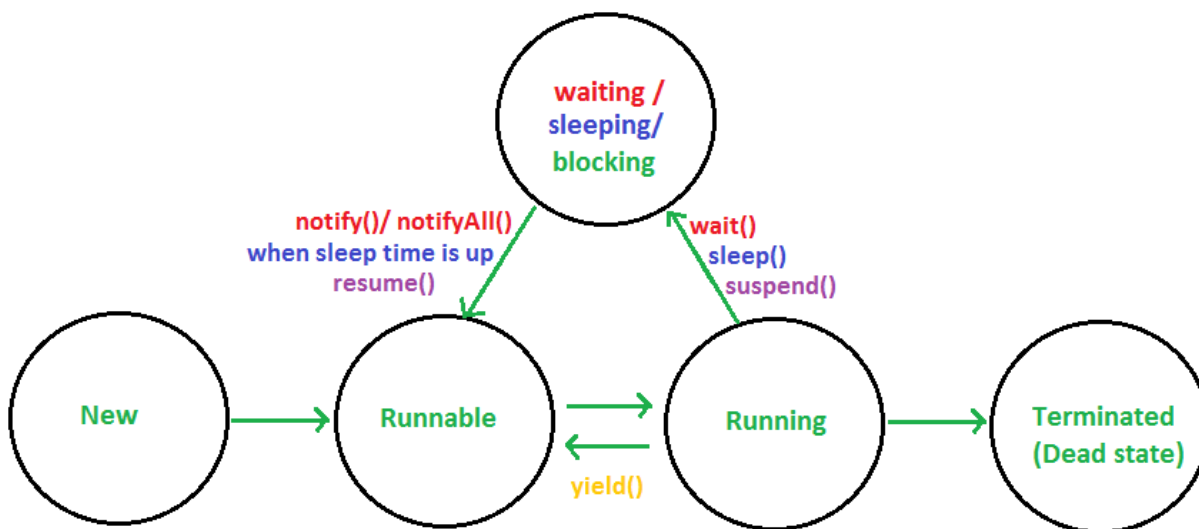 waiting /
sleeping/
blocking
notify()/ notifyAll()
when sleep time is up
resume()
wait()
sleep()
suspend()
New
Runnable
Running
Terminated
(Dead state)
yield()